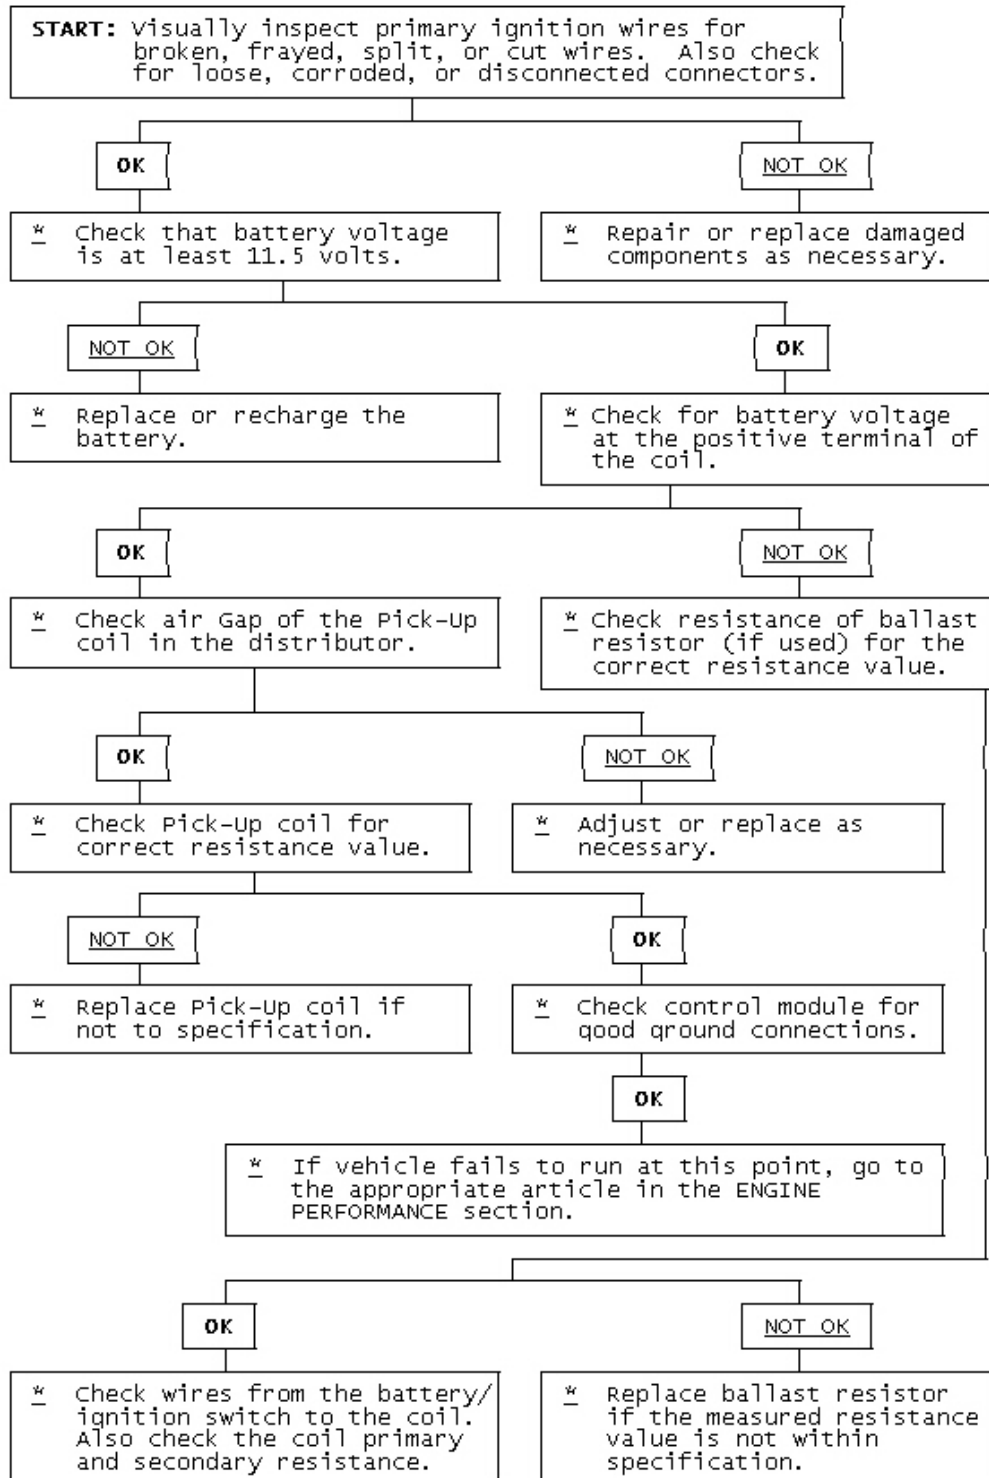 START: Visually inspect primary ignition wires for
broken, frayed, split, or cut wires. Also check
for loose, corroded, or disconnected connectors.
OK
NOT OK
* Check that battery voltage
is at least 11.5 volts.
* Repair or replace damaged
components as necessary.
NOT OK
OK
* Replace or recharge the
battery.
* Check for battery voltage
at the positive terminal of
the coil.
OK
NOT OK
* Check air Gap of the Pick-Up
coil in the distributor.
* Check resistance of ballast
resistor (if used) for the
correct resistance value.
OK
NOT OK
* Check Pick-Up coil for
correct resistance value.
* Adjust or replace as
necessary.
NOT OK
OK
* Replace Pick-Up coil if
not to specification.
* Check control module for
good ground connections.
OK
* If vehicle fails to run at this point, go to
the appropriate article in the ENGINE
PERFORMANCE section.
OK
NOT OK
* Check wires from the battery/
ignition switch to the coil.
Also check the coil primary
and secondary resistance.
* Replace ballast resistor
if the measured resistance
value is not within
specification.